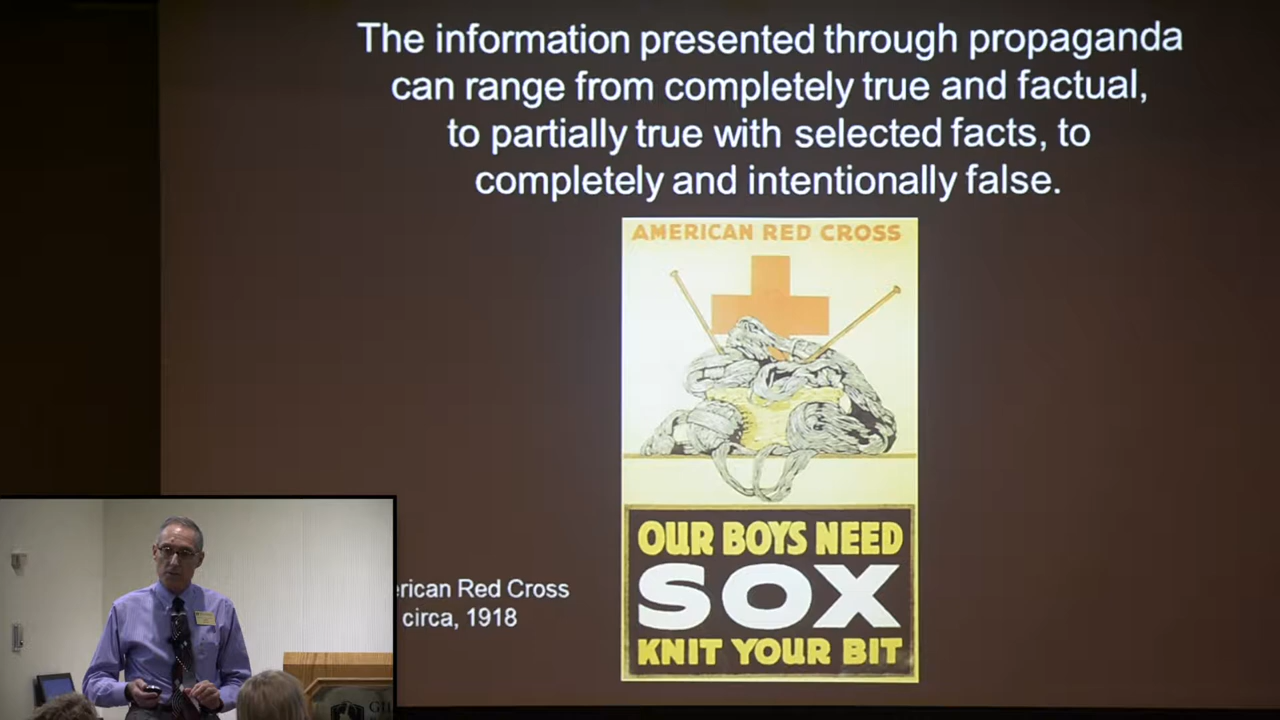 The information presented through propaganda
can range from completely true and factual,
to partially true with selected facts, to
completely and intentionally false.
AMERICAN RED CROSS
OUR BOYS NEED
SOX
KNIT YOUR BIT
Red Cross
circa, 1918